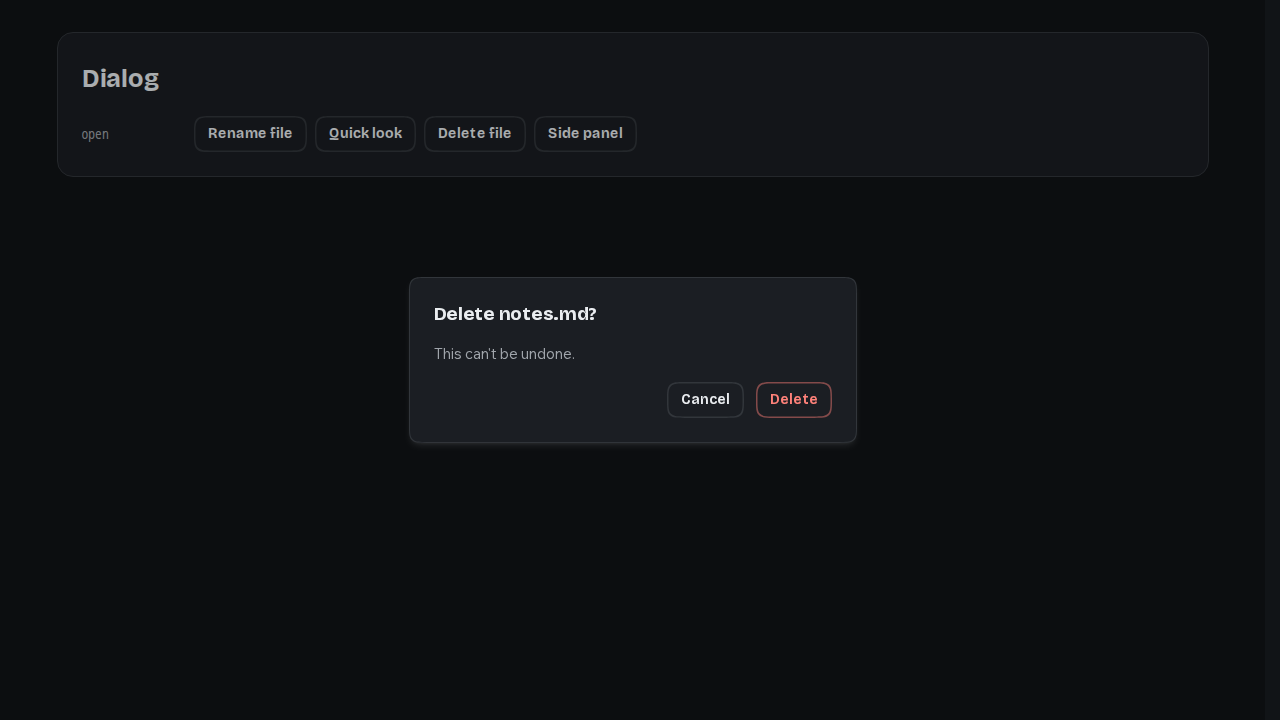 Dialog
open Rename file Quick look Delete file Side panel
Delete notes.md?
This can't be undone.
Cancel Delete